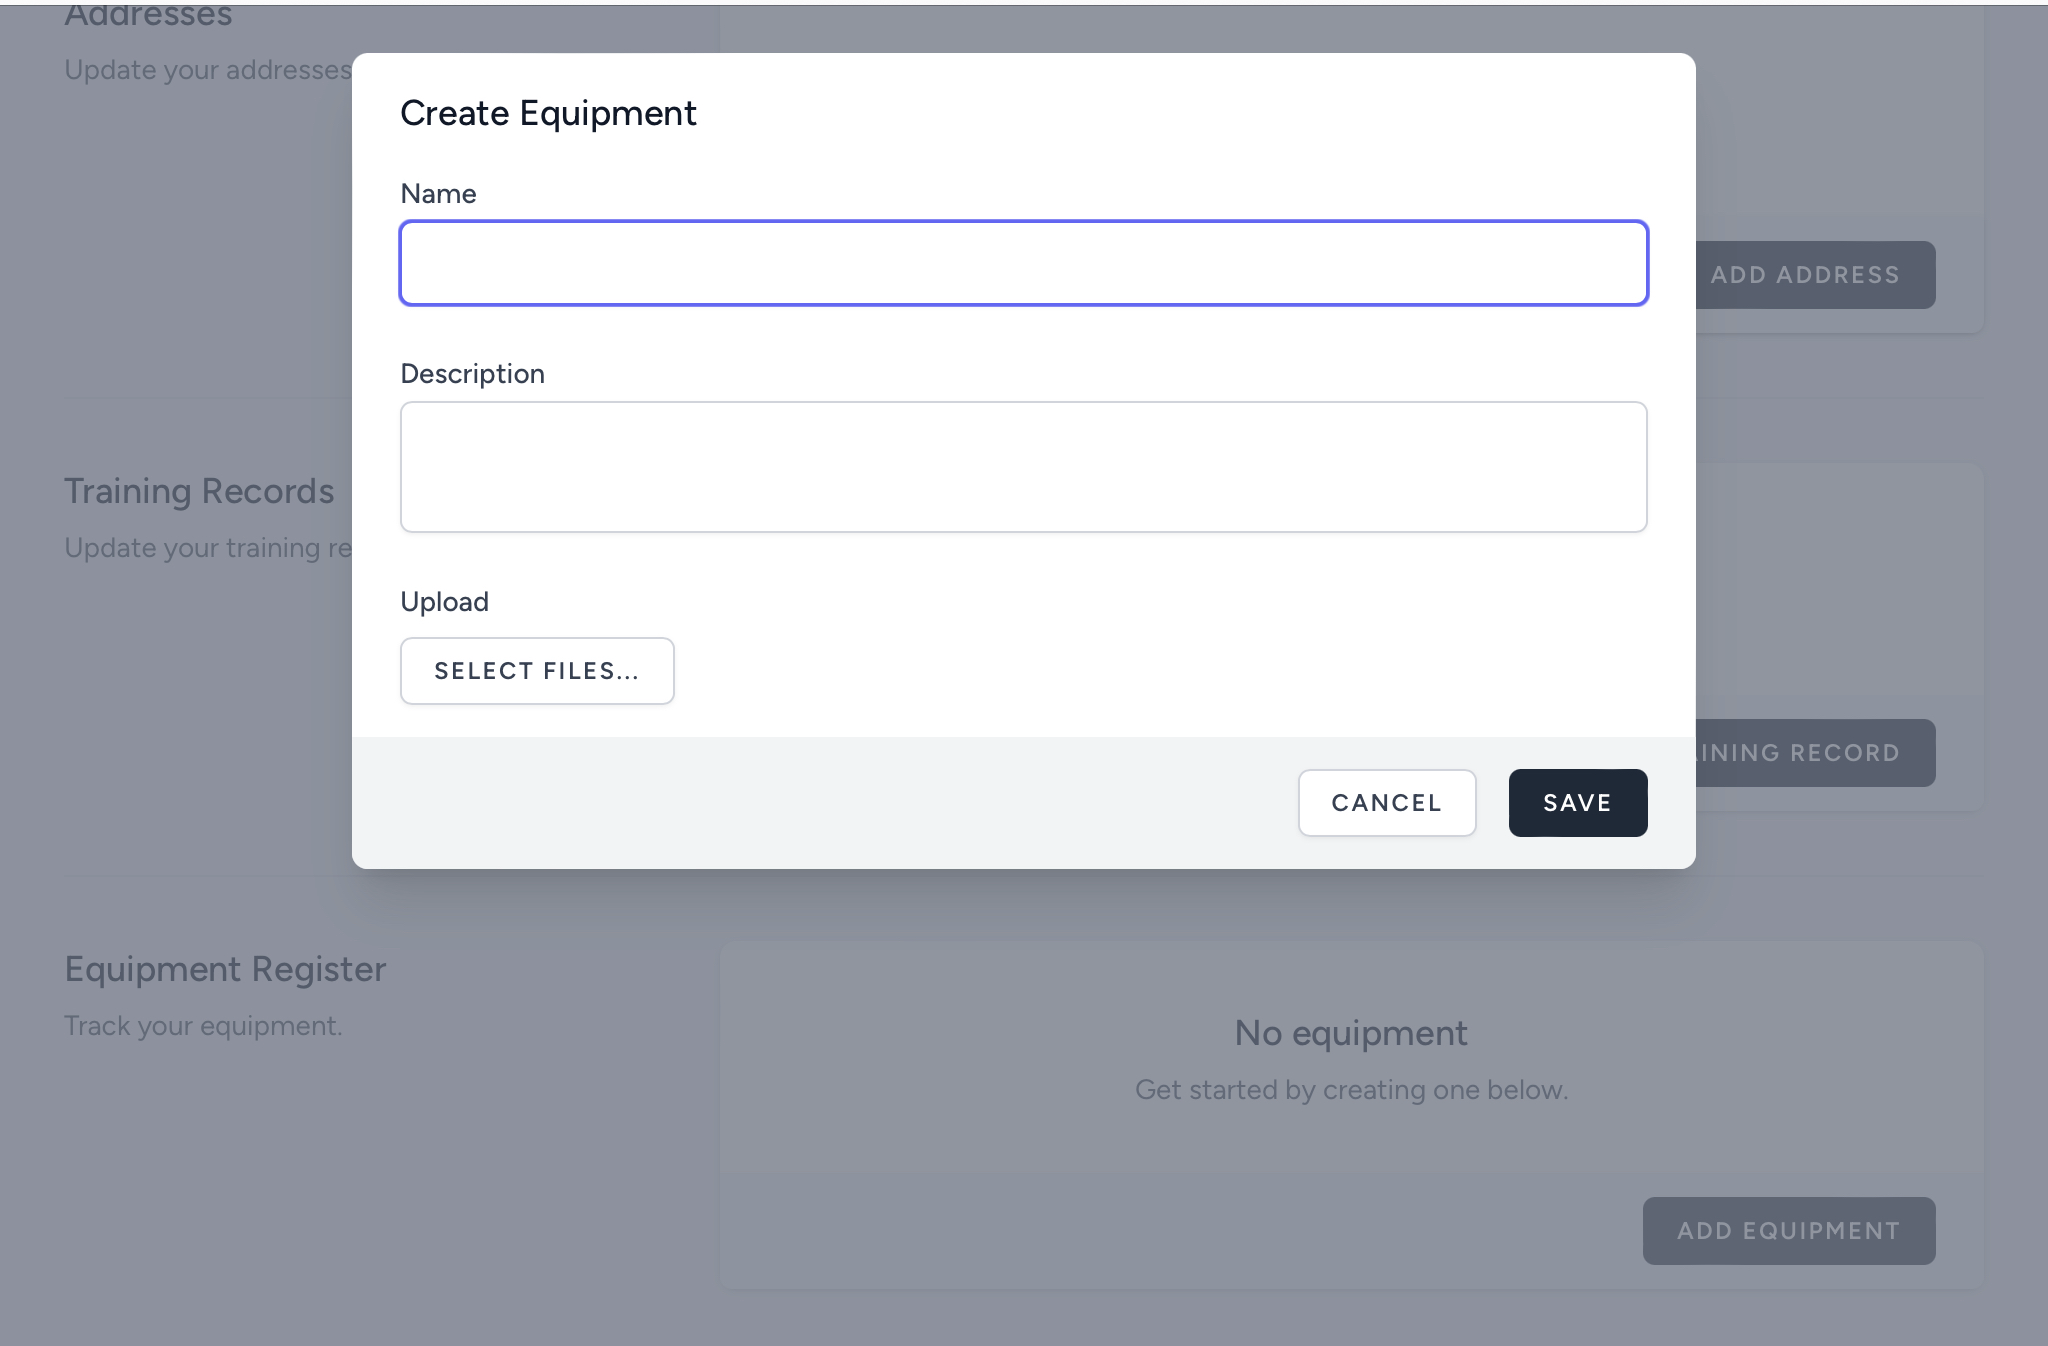 Addresses
Update your addresses
Create Equipment
Name
ADD ADDRESS
Description
Training Records
Update your training re
Upload
SELECT FILES...
INING RECORD
CANCEL
SAVE
Equipment Register
Track your equipment.
No equipment
Get started by creating one below.
ADD EQUIPMENT